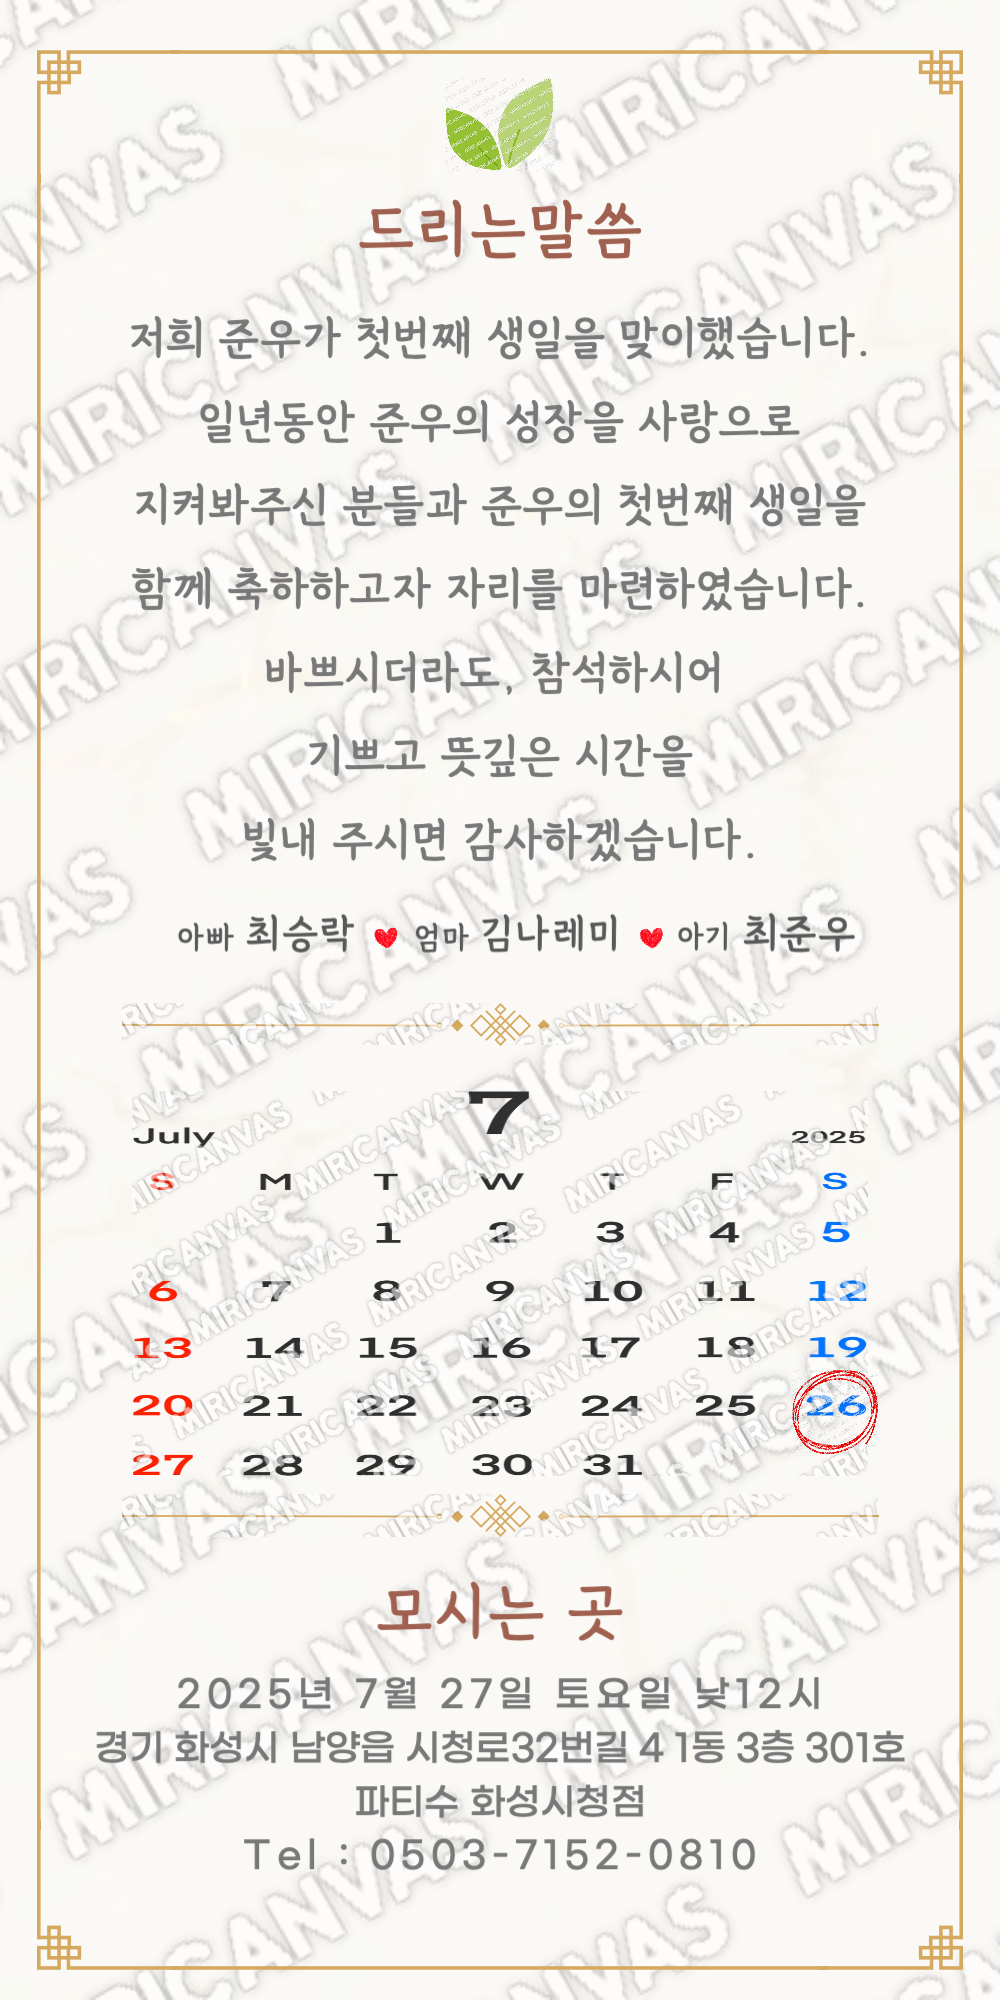 드리는말씀
저희 준우가 첫번째 생일을 맞이했습니다.
일년동안 준우의 성장을 사랑으로
지켜봐주신 분들과 준우의 첫번째 생일을
함께 축하하고자 자리를 마련하였습니다.
바쁘시더라도, 참석하시어
기쁘고 뜻깊은 시간을
빛내 주시면 감사하겠습니다.
아빠 최승락 엄마 김나레미 아기 최준우
July 7 2025
S M T W T F S
1 2 3 4 5
6 7 8 9 10 11 12
13 14 15 16 17 18 19
20 21 22 23 24 25 26
27 28 29 30 31
모시는 곳
2025년 7월 27일 토요일 낮12시
경기 화성시 남양읍 시청로32번길 4 1동 3층 301호
파티수 화성시청점
Tel : 0503-7152-0810
MIRICANVAS